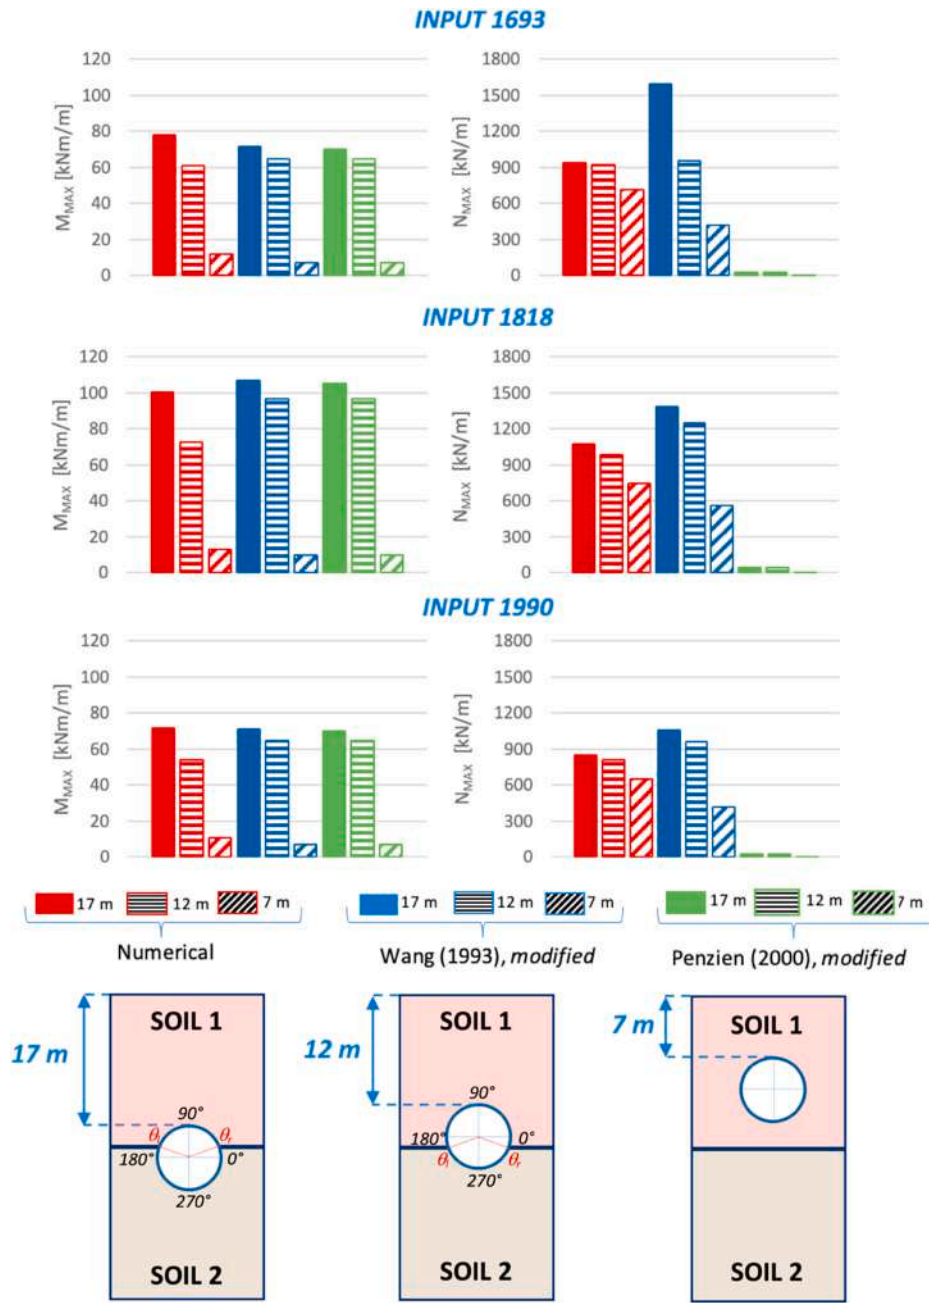 INPUT 1693
120
100
80
60
40
20
0
M_MAX [kNm/m]
1800
1500
1200
900
600
300
0
N_MAX [kN/m]
INPUT 1818
120
100
80
60
40
20
0
M_MAX [kNm/m]
1800
1500
1200
900
600
300
0
N_MAX [kN/m]
INPUT 1990
120
100
80
60
40
20
0
M_MAX [kNm/m]
1800
1500
1200
900
600
300
0
N_MAX [kN/m]
17 m 12 m 7 m
17 m 12 m 7 m
17 m 12 m 7 m
Numerical
Wang (1993), modified
Penzien (2000), modified
SOIL 1
17 m
90°
θl θr
180° 0°
270°
SOIL 2
SOIL 1
12 m
90°
180° 0°
θl θr
270°
SOIL 2
SOIL 1
7 m
SOIL 2